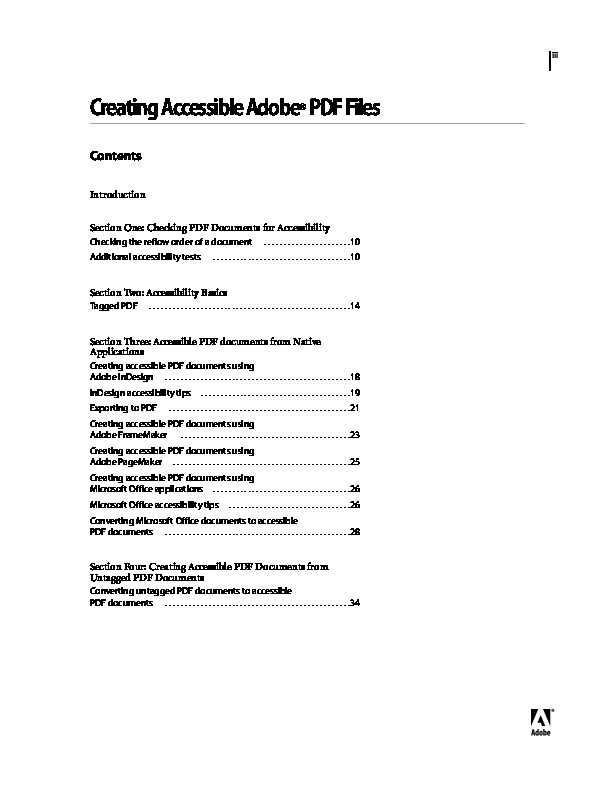 iii
Creating Accessible Adobe® PDF Files
Contents
Introduction
Section One: Checking PDF Documents for Accessibility
Checking the reflow order of a document . . . . . . . . . . . . . . . . . . . . . .10
Additional accessibility tests . . . . . . . . . . . . . . . . . . . . . . . . . . . . . . . . . . .10
Section Two: Accessibility Basics
Tagged PDF . . . . . . . . . . . . . . . . . . . . . . . . . . . . . . . . . . . . . . . . . . . . . . . . . . .14
Section Three: Accessible PDF documents from Native
Applications
Creating accessible PDF documents using
Adobe InDesign . . . . . . . . . . . . . . . . . . . . . . . . . . . . . . . . . . . . . . . . . . . . . . .18
InDesign accessibility tips . . . . . . . . . . . . . . . . . . . . . . . . . . . . . . . . . . . . . .19
Exporting to PDF . . . . . . . . . . . . . . . . . . . . . . . . . . . . . . . . . . . . . . . . . . . . . .21
Creating accessible PDF documents using
Adobe FrameMaker . . . . . . . . . . . . . . . . . . . . . . . . . . . . . . . . . . . . . . . . . . .23
Creating accessible PDF documents using
Adobe PageMaker . . . . . . . . . . . . . . . . . . . . . . . . . . . . . . . . . . . . . . . . . . . . .25
Creating accessible PDF documents using
Microsoft Office applications . . . . . . . . . . . . . . . . . . . . . . . . . . . . . . . . . . .26
Microsoft Office accessibility tips . . . . . . . . . . . . . . . . . . . . . . . . . . . . . . .26
Converting Microsoft Office documents to accessible
PDF documents . . . . . . . . . . . . . . . . . . . . . . . . . . . . . . . . . . . . . . . . . . . . . . .28
Section Four: Creating Accessible PDF Documents from
Untagged PDF Documents
Converting untagged PDF documents to accessible
PDF documents . . . . . . . . . . . . . . . . . . . . . . . . . . . . . . . . . . . . . . . . . . . . . . .34
®
Adobe